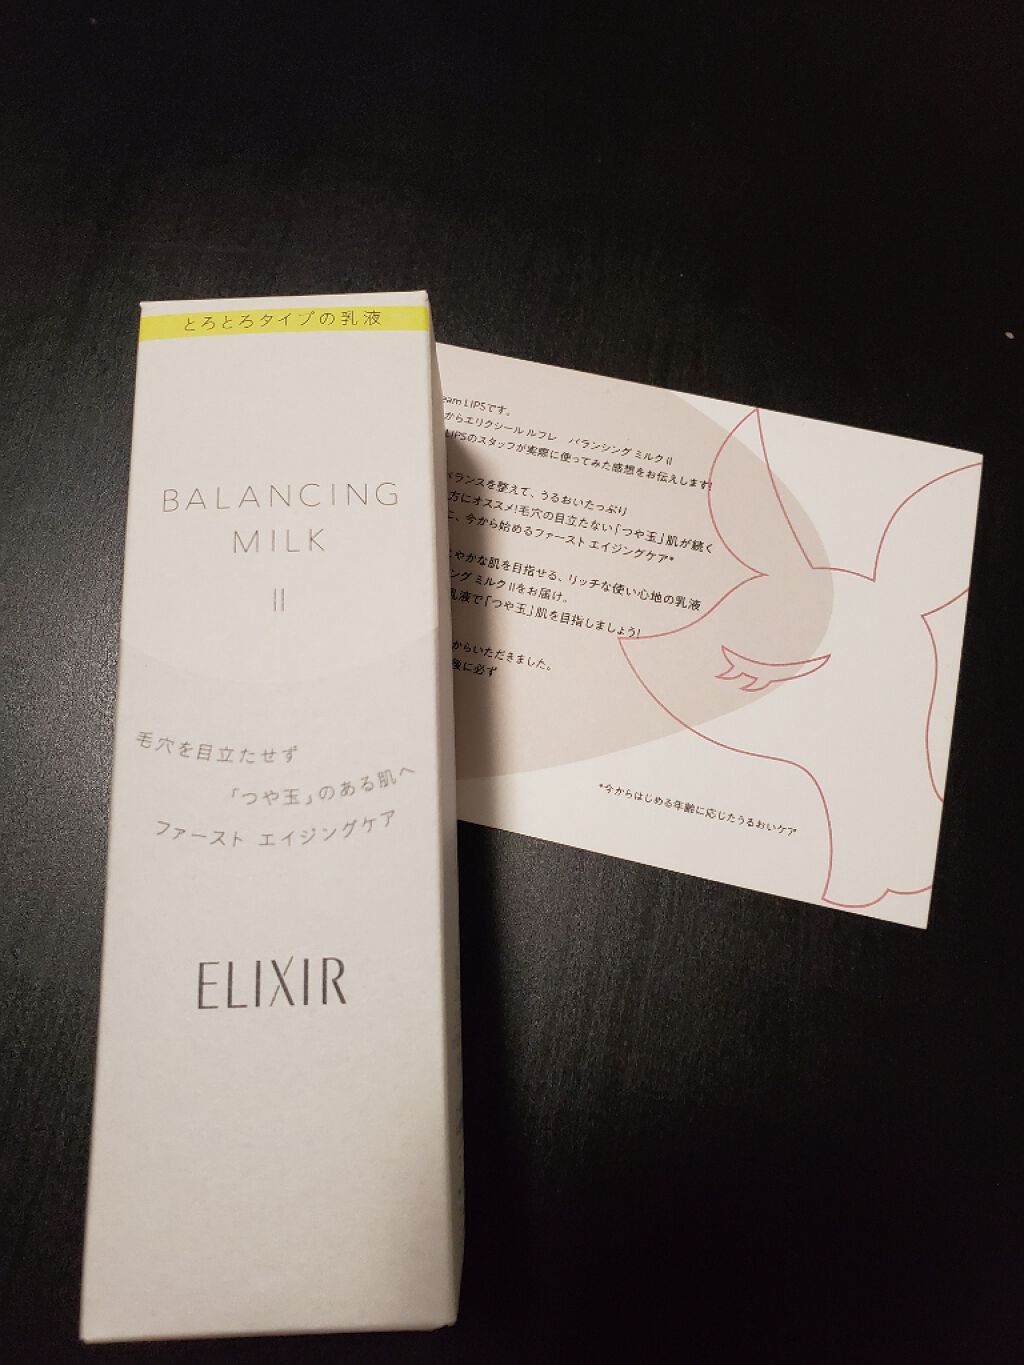 とろとろタイプの乳液
BALANCING
MILK
II
毛穴を目立たせず
「つや玉」のある肌へ
ファースト エイジングケア
ELIXIR
eam LIPSです。
からエリクシール ルフレ バランシング ミルク II
LIPSのスタッフが実際に使ってみた感想をお伝えします!
バランスを整えて、うるおいたっぷり
方にオススメ!毛穴の目立たない「つや玉」肌が続く
に、今から始めるファースト エイジングケア*
やかな肌を目指せる、リッチな使い心地の乳液
ング ミルク IIをお届け。
乳液で「つや玉」肌を目指しましょう!
からいただきました。
後に必ず
*今からはじめる年齢に応じたうるおいケア